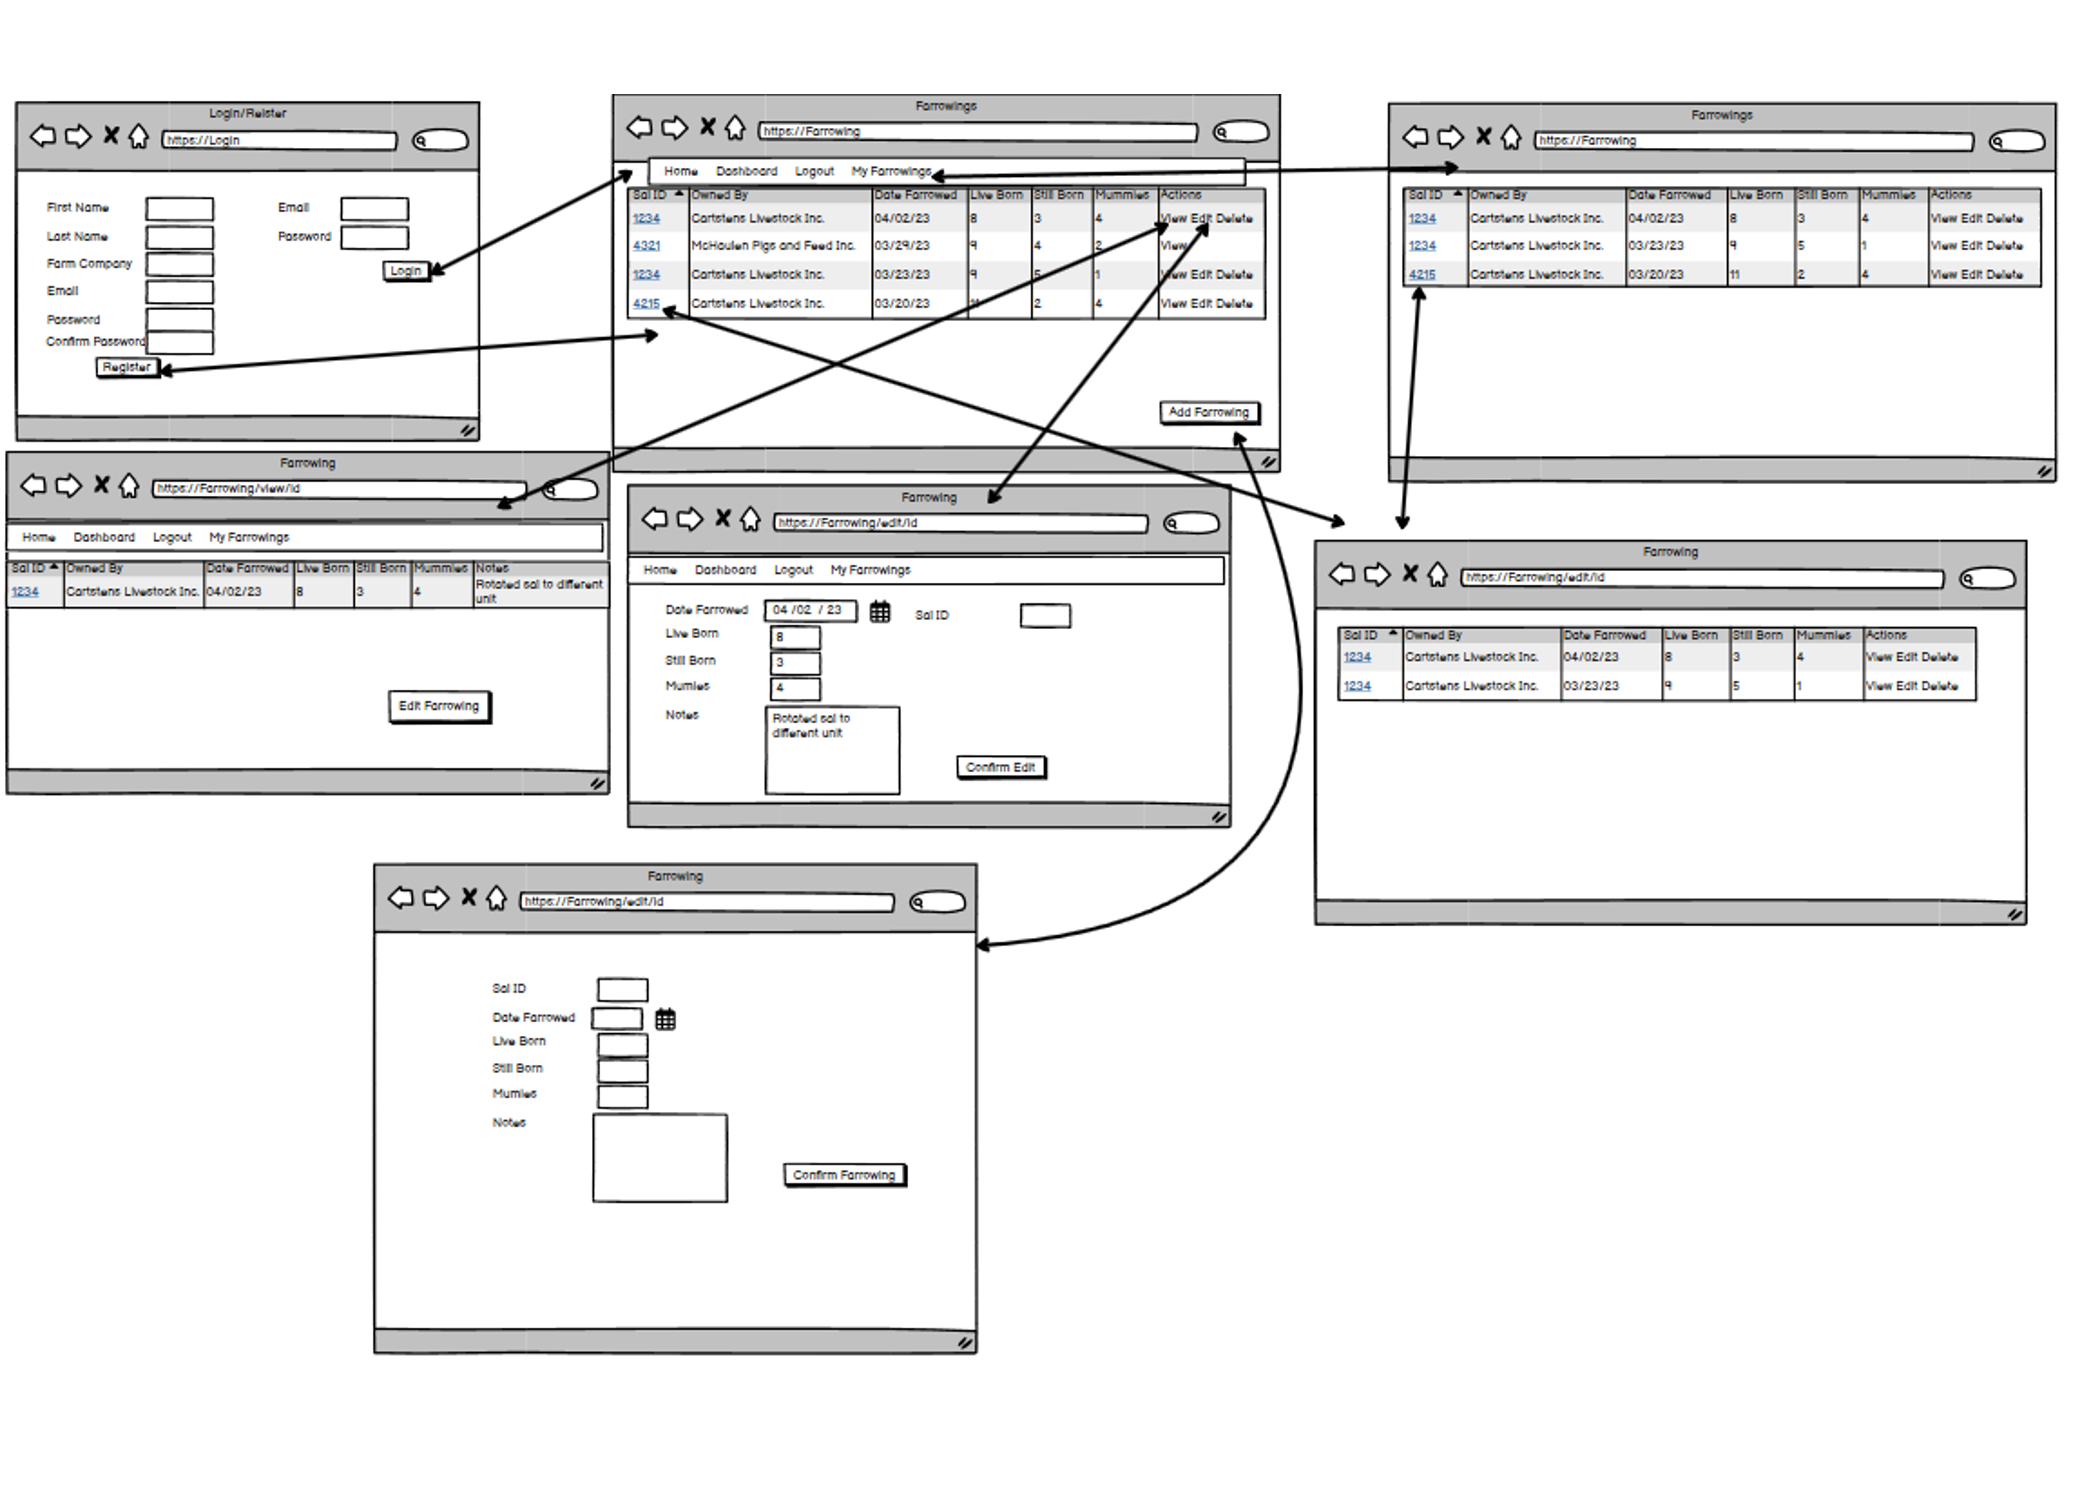 Login/Reister
https://Login
First Name
Last Name
Farm Company
Email
Password
Confirm Password
Register
Email
Password
Login
Farrowings
https://Farrowing
Home Dashboard Logout My Farrowings
Sal ID Owned By Date Farrowed Live Born Still Born Mummies Actions
1234 Cartstens Livestock Inc. 04/02/23 8 3 4 View Edit Delete
4321 McHaulen Pigs and Feed Inc. 03/29/23 9 4 2 View
1234 Cartstens Livestock Inc. 03/23/23 9 5 1 View Edit Delete
4215 Cartstens Livestock Inc. 03/20/23 11 2 4 View Edit Delete
Add Farrowing
Farrowings
https://Farrowing
Sal ID Owned By Date Farrowed Live Born Still Born Mummies Actions
1234 Cartstens Livestock Inc. 04/02/23 8 3 4 View Edit Delete
1234 Cartstens Livestock Inc. 03/23/23 9 5 1 View Edit Delete
4215 Cartstens Livestock Inc. 03/20/23 11 2 4 View Edit Delete
Farrowing
https://Farrowing/view/id
Home Dashboard Logout My Farrowings
Sal ID Owned By Date Farrowed Live Born Still Born Mummies Notes
1234 Cartstens Livestock Inc. 04/02/23 8 3 4 Rotated sal to different
unit
Edit Farrowing
Farrowing
https://Farrowing/edit/id
Home Dashboard Logout My Farrowings
Date Farrowed 04 /02 / 23 Sal ID
Live Born 8
Still Born 3
Mumies 4
Notes Rotated sal to
different unit
Confirm Edit
Farrowing
https://Farrowing/edit/id
Sal ID Owned By Date Farrowed Live Born Still Born Mummies Actions
1234 Cartstens Livestock Inc. 04/02/23 8 3 4 View Edit Delete
1234 Cartstens Livestock Inc. 03/23/23 9 5 1 View Edit Delete
Farrowing
https://Farrowing/edit/id
Sal ID
Date Farrowed
Live Born
Still Born
Mumies
Notes
Confirm Farrowing